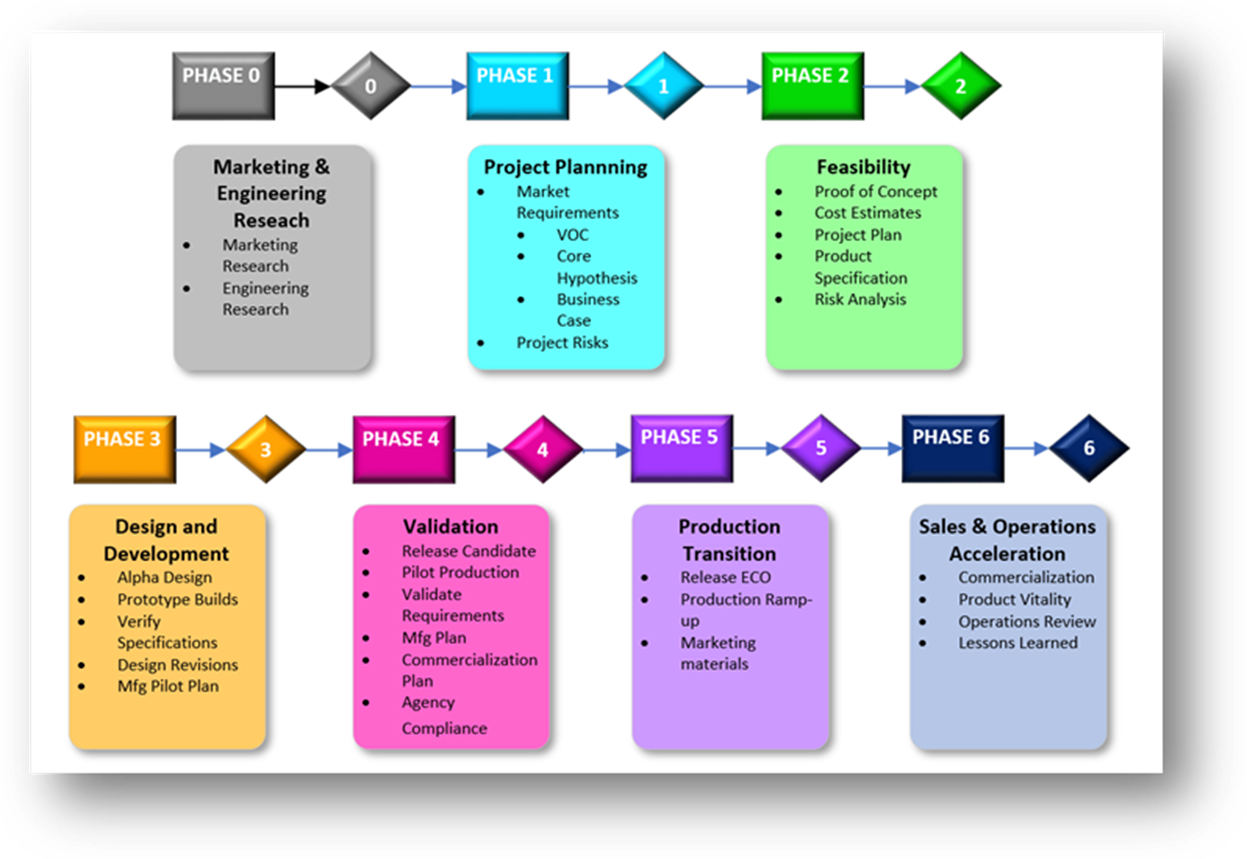 PHASE 0
0
PHASE 1
1
PHASE 2
2
Marketing &
Engineering
Reseach
• Marketing
Research
• Engineering
Research
Project Plannning
• Market
Requirements
• VOC
• Core
Hypothesis
• Business
Case
• Project Risks
Feasibility
• Proof of Concept
• Cost Estimates
• Project Plan
• Product
Specification
• Risk Analysis
PHASE 3
3
PHASE 4
4
PHASE 5
5
PHASE 6
6
Design and
Development
• Alpha Design
• Prototype Builds
• Verify
Specifications
• Design Revisions
• Mfg Pilot Plan
Validation
• Release Candidate
• Pilot Production
• Validate
Requirements
• Mfg Plan
• Commercialization
Plan
• Agency
Compliance
Production
Transition
• Release ECO
• Production Ramp-
up
• Marketing
materials
Sales & Operations
Acceleration
• Commercialization
• Product Vitality
• Operations Review
• Lessons Learned